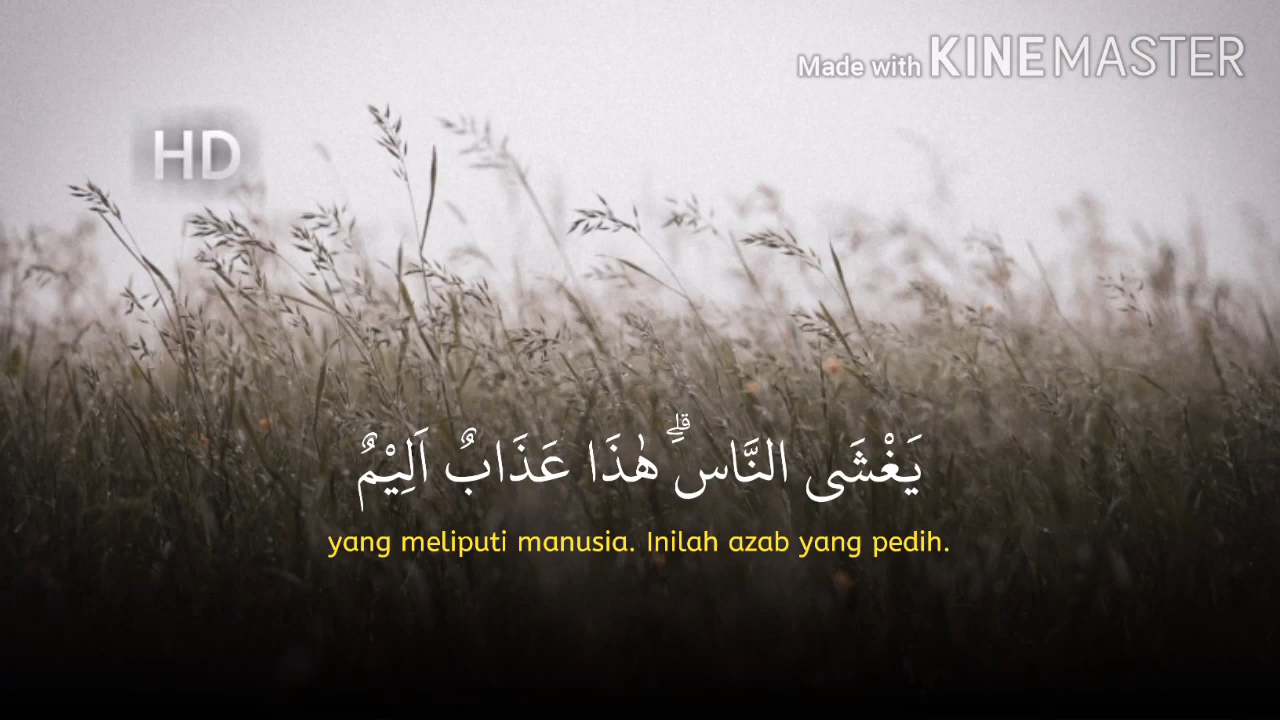 Made with KINEMASTER
HD
يَغْشَى النَّاسَۗ هٰذَا عَذَابٌ اَلِيْمٌ
yang meliputi manusia. Inilah azab yang pedih.